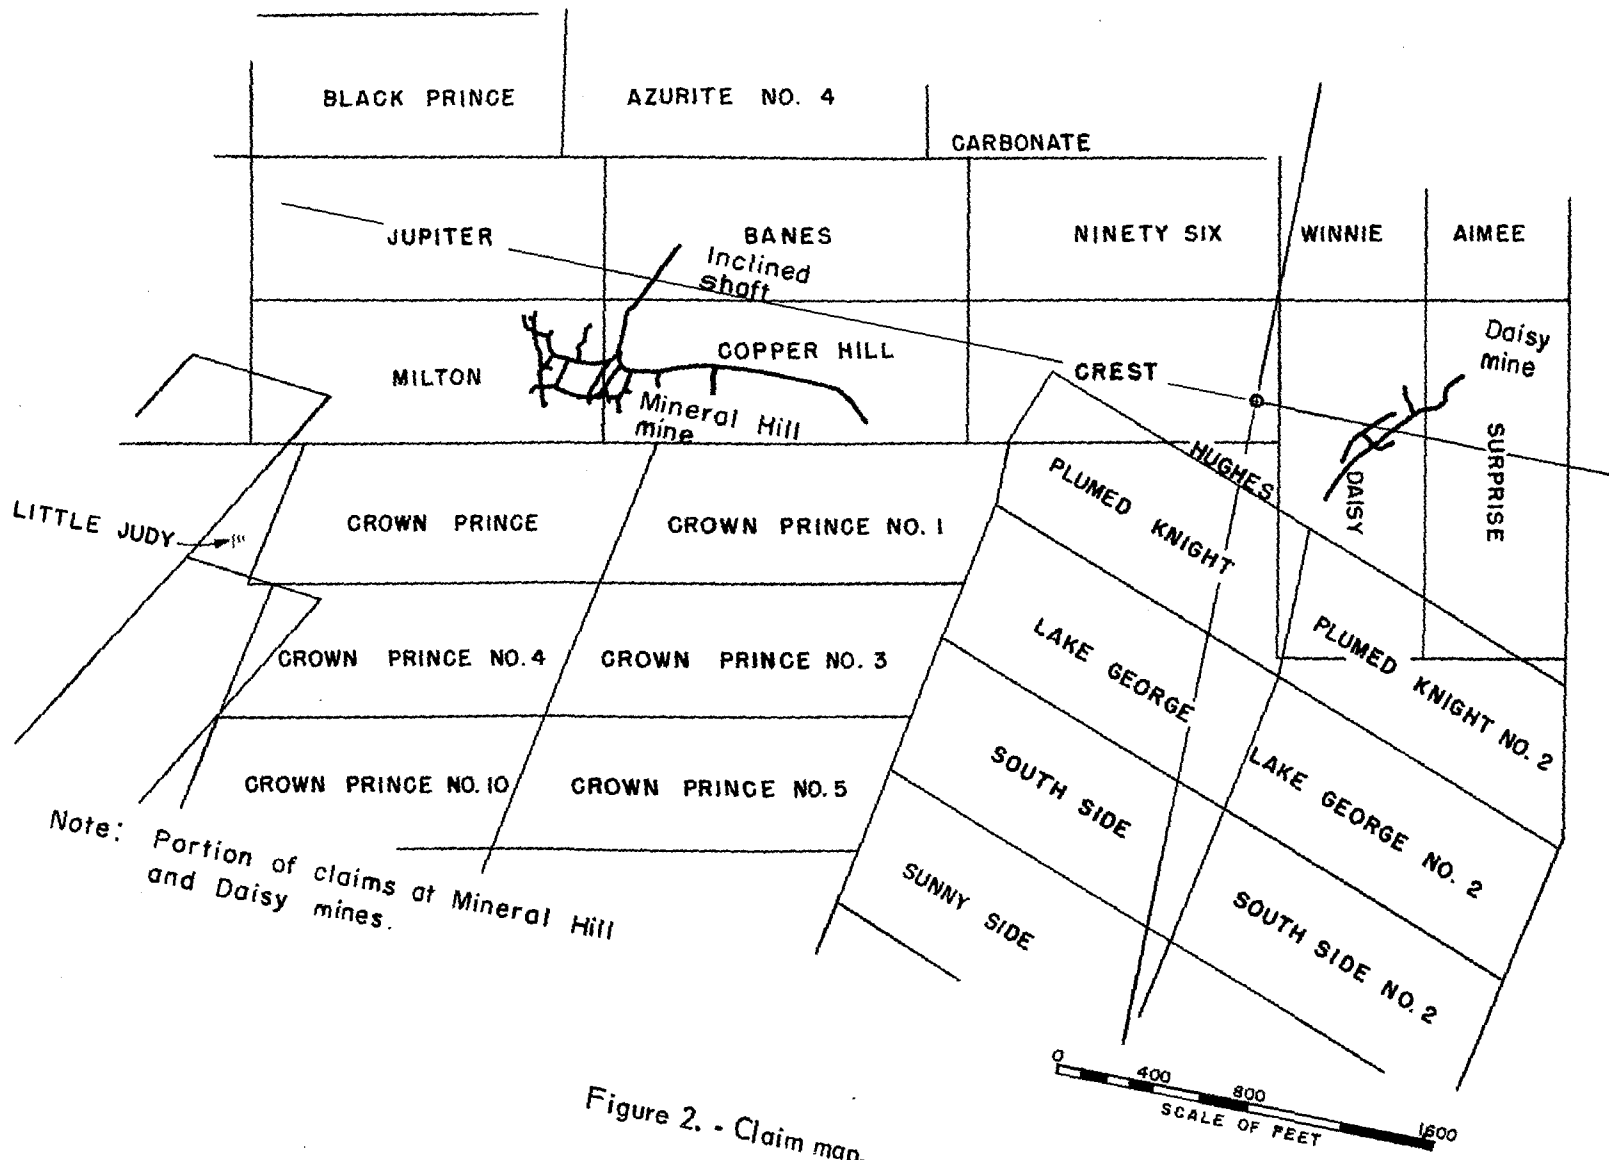 BLACK PRINCE
AZURITE NO. 4
CARBONATE
JUPITER
BANES
NINETY SIX
WINNIE
AIMEE
Inclined
shaft
MILTON
COPPER HILL
CREST
Daisy
mine
Mineral Hill
mine
HUGHES
DAISY
SURPRISE
LITTLE JUDY
CROWN PRINCE
CROWN PRINCE NO. 1
PLUMED KNIGHT
CROWN PRINCE NO. 4
CROWN PRINCE NO. 3
LAKE GEORGE
PLUMED KNIGHT NO. 2
CROWN PRINCE NO. 10
CROWN PRINCE NO. 5
SOUTH SIDE
LAKE GEORGE NO. 2
SUNNY SIDE
SOUTH SIDE NO. 2
Note: Portion of claims at Mineral Hill
and Daisy mines.
0 400 800 1600
SCALE OF FEET
Figure 2. - Claim map.